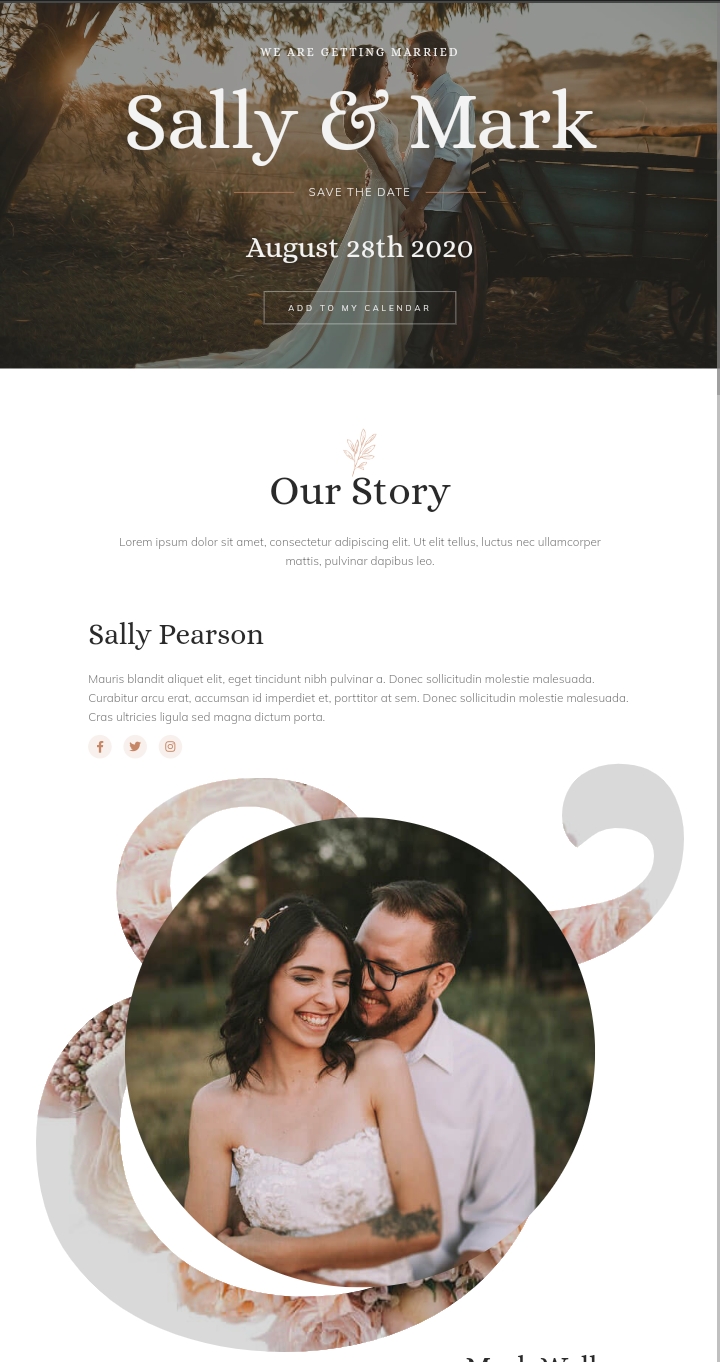 WE ARE GETTING MARRIED
Sally & Mark
SAVE THE DATE
August 28th 2020
ADD TO MY CALENDAR
Our Story
Lorem ipsum dolor sit amet, consectetur adipiscing elit. Ut elit tellus, luctus nec ullamcorper
mattis, pulvinar dapibus leo.
Sally Pearson
Mauris blandit aliquet elit, eget tincidunt nibh pulvinar a. Donec sollicitudin molestie malesuada.
Curabitur arcu erat, accumsan id imperdiet et, porttitor at sem. Donec sollicitudin molestie malesuada.
Cras ultricies ligula sed magna dictum porta.